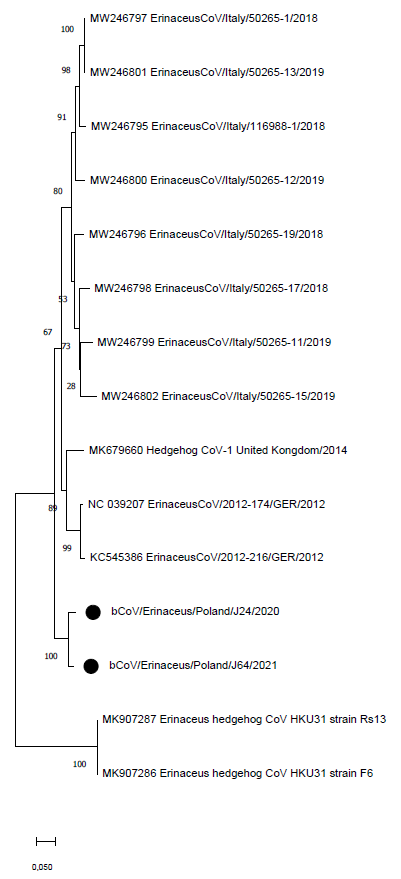 MW246797 ErinaceusCoV/Italy/50265-1/2018
100
98
MW246801 ErinaceusCoV/Italy/50265-13/2019
91
MW246795 ErinaceusCoV/Italy/116988-1/2018
MW246800 ErinaceusCoV/Italy/50265-12/2019
80
MW246796 ErinaceusCoV/Italy/50265-19/2018
MW246798 ErinaceusCoV/Italy/50265-17/2018
53
67
MW246799 ErinaceusCoV/Italy/50265-11/2019
73
28
MW246802 ErinaceusCoV/Italy/50265-15/2019
MK679660 Hedgehog CoV-1 United Kongdom/2014
NC 039207 ErinaceusCoV/2012-174/GER/2012
89
99
KC545386 ErinaceusCoV/2012-216/GER/2012
bCoV/Erinaceus/Poland/J24/2020
100
bCoV/Erinaceus/Poland/J64/2021
MK907287 Erinaceus hedgehog CoV HKU31 strain Rs13
100
MK907286 Erinaceus hedgehog CoV HKU31 strain F6
0,050